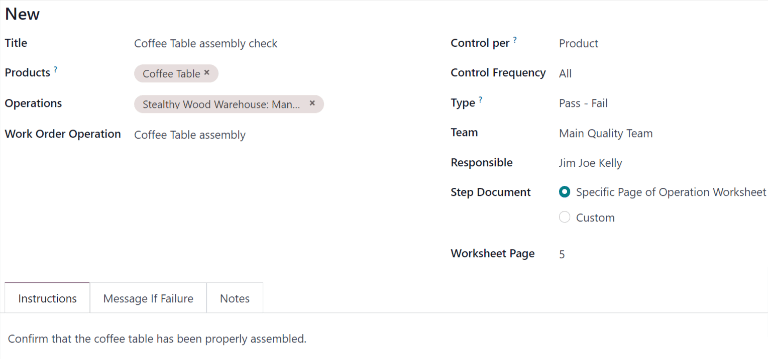 New
Title Coffee Table assembly check
Products ? Coffee Table ×
Operations Stealthy Wood Warehouse: Man... ×
Work Order Operation Coffee Table assembly
Control per ? Product
Control Frequency All
Type ? Pass - Fail
Team Main Quality Team
Responsible Jim Joe Kelly
Step Document Specific Page of Operation Worksheet
Custom
Worksheet Page 5
Instructions Message If Failure Notes
Confirm that the coffee table has been properly assembled.